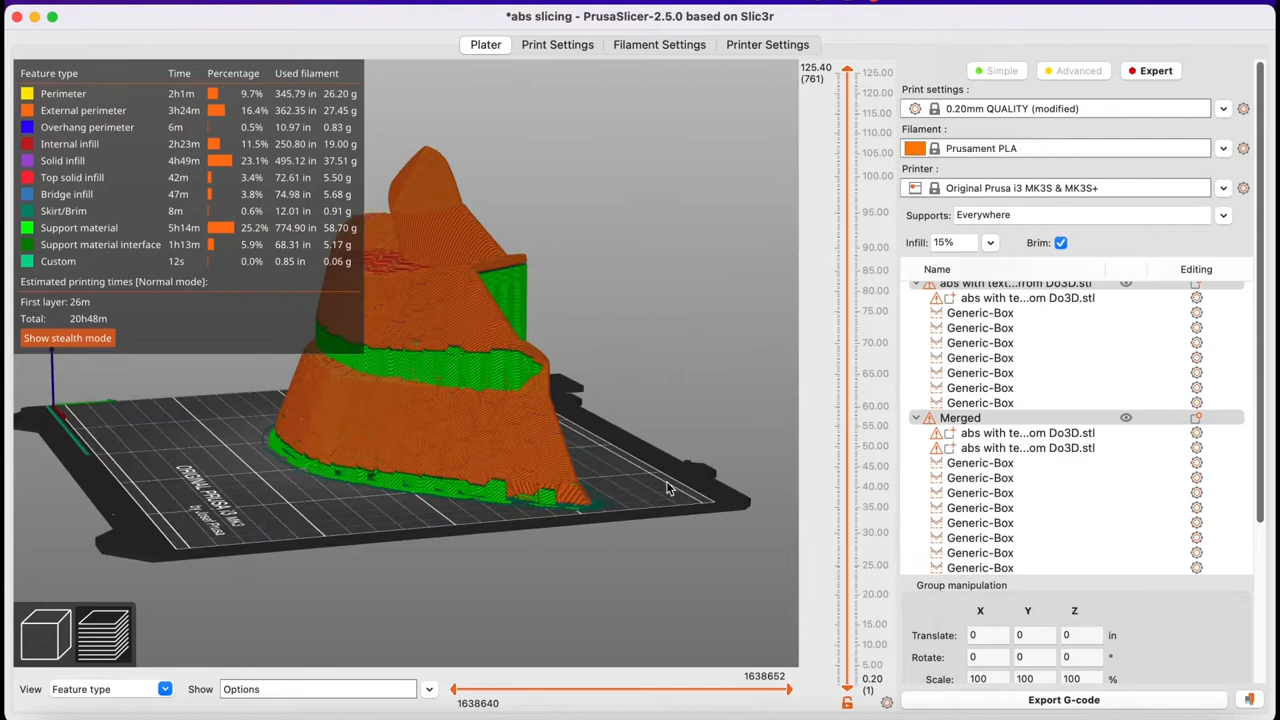 *abs slicing - PrusaSlicer-2.5.0 based on Slic3r
Plater Print Settings Filament Settings Printer Settings
Feature type Time Percentage Used filament
Perimeter 2h1m 9.7% 345.79 in 26.20 g
External perimeter 3h24m 16.4% 362.35 in 27.45 g
Overhang perimeter 6m 0.5% 10.97 in 0.83 g
Internal infill 2h23m 11.5% 250.83 in 19.00 g
Solid infill 4h49m 23.1% 495.12 in 37.51 g
Top solid infill 42m 3.4% 72.61 in 5.50 g
Bridge infill 47m 3.8% 74.98 in 5.68 g
Skirt/Brim 8m 0.6% 12.01 in 0.91 g
Support material 5h14m 25.2% 774.90 in 58.70 g
Support material interface 1h13m 5.9% 68.31 in 5.17 g
Custom 12s 0.0% 0.85 in 0.06 g
Estimated printing times [Normal mode]:
First layer: 26m
Total: 20h48m
Show stealth mode
ORIGINAL PRUSA i3 MK3
by Josef Prusa
125.40
(761)
125.00
120.00
115.00
110.00
105.00
100.00
95.00
90.00
85.00
80.00
75.00
70.00
65.00
60.00
55.00
50.00
45.00
40.00
35.00
30.00
25.00
20.00
15.00
10.00
5.00
0.20
(1)
Simple Advanced Expert
Print settings :
0.20mm QUALITY (modified)
Filament :
Prusament PLA
Printer :
Original Prusa i3 MK3S & MK3S+
Supports: Everywhere
Infill: 15% Brim:
Name Editing
abs with text...from Do3D.stl
abs with te...om Do3D.stl
Generic-Box
Generic-Box
Generic-Box
Generic-Box
Generic-Box
Generic-Box
Generic-Box
Merged
abs with te...om Do3D.stl
abs with te...om Do3D.stl
Generic-Box
Generic-Box
Generic-Box
Generic-Box
Generic-Box
Generic-Box
Generic-Box
Generic-Box
Group manipulation
X Y Z
Translate: 0 0 0 in
Rotate: 0 0 0 °
Scale: 100 100 100 %
Export G-code
View Feature type Show Options
1638652
1638640